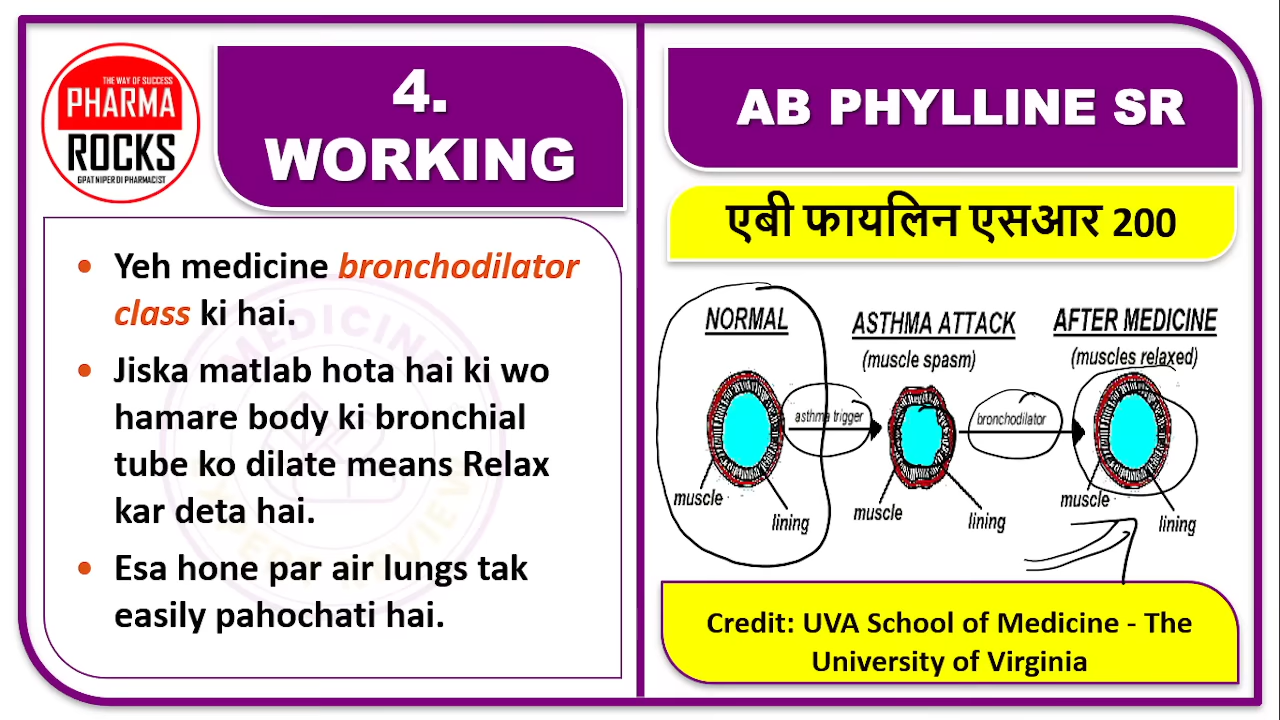 THE WAY OF SUCCESS
PHARMA
ROCKS
GPAT NIPER DI PHARMACIST
4.
WORKING
• Yeh medicine bronchodilator
class ki hai.
• Jiska matlab hota hai ki wo
hamare body ki bronchial
tube ko dilate means Relax
kar deta hai.
• Esa hone par air lungs tak
easily pahochati hai.
AB PHYLLINE SR
एबी फायलिन एसआर 200
NORMAL
ASTHMA ATTACK
(muscle spasm)
AFTER MEDICINE
(muscles relaxed)
asthma trigger
bronchodilator
muscle
lining
muscle
lining
muscle
lining
Credit: UVA School of Medicine - The
University of Virginia